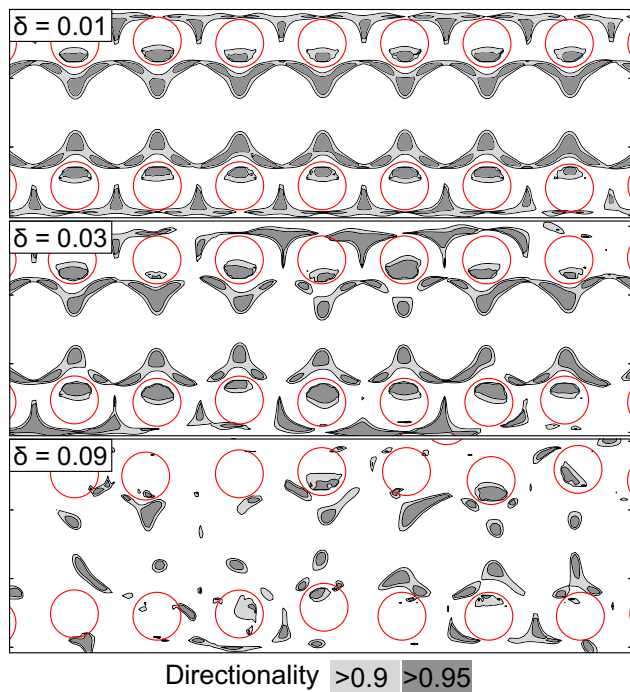 δ = 0.01
δ = 0.03
δ = 0.09
Directionality >0.9 >0.95